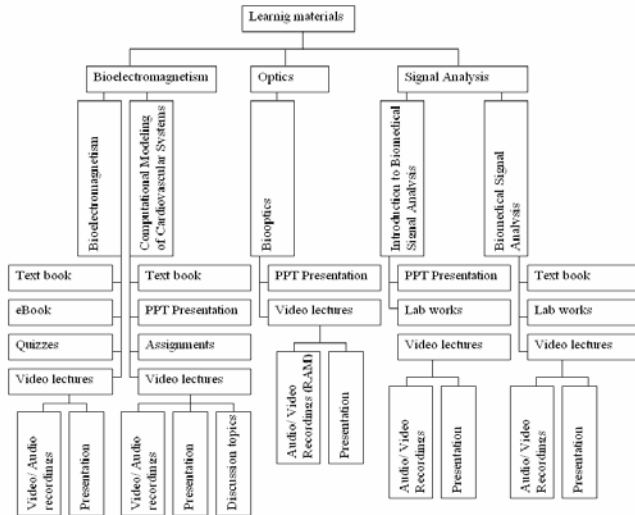 Learnig materials
Bioelectromagnetism
Optics
Signal Analysis
Bioelectromagnetism
Computational Modeling
of Cardiovascular Systems
Biooptics
Introduction to Biomedical
Signal Analysis
Biomedical Signal
Analysis
Text book
eBook
Quizzes
Video lectures
Video/ Audio
recordings
Presentation
Text book
PPT Presentation
Assignments
Video lectures
Video/ Audio
recordings
Presentation
Discussion topics
PPT Presentation
Video lectures
Audio/ Video
Recordings (RAM)
Presentation
PPT Presentation
Lab works
Video lectures
Audio/ Video
Recordings
Presentation
Text book
Lab works
Video lectures
Audio/ Video
Recordings
Presentation